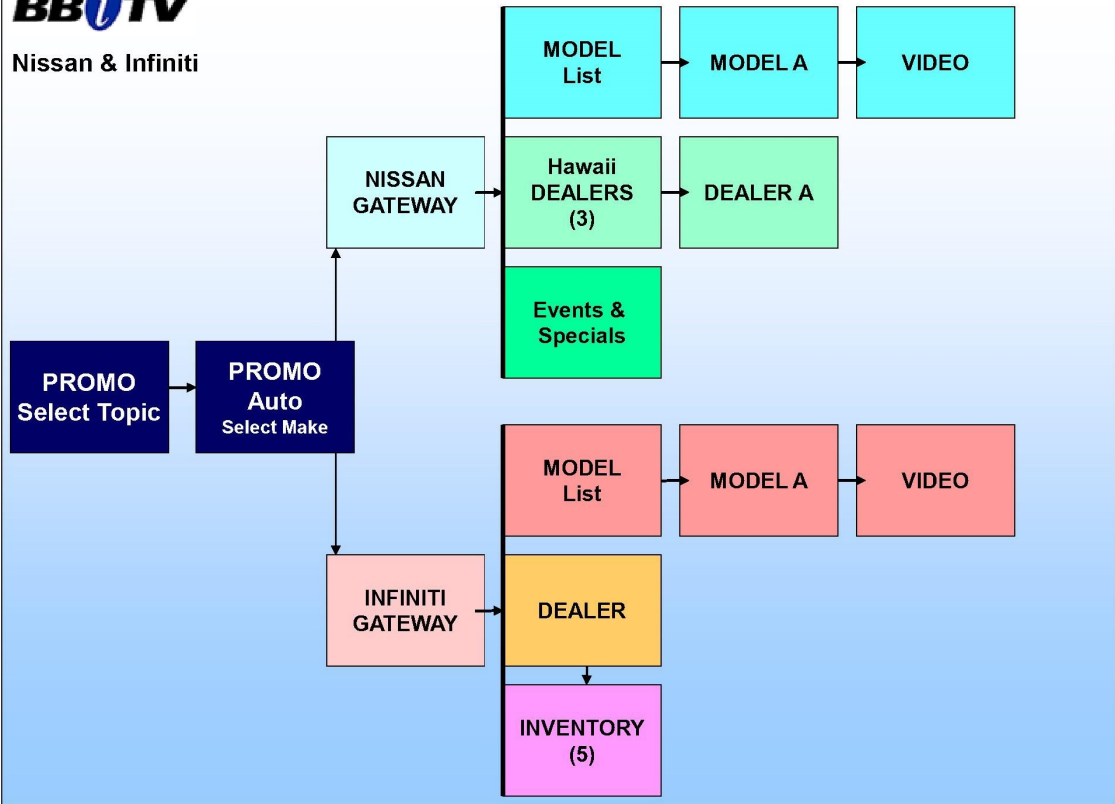 BBiTV
Nissan & Infiniti
MODEL
List
MODEL A
VIDEO
NISSAN
GATEWAY
Hawaii
DEALERS
(3)
DEALER A
Events &
Specials
PROMO
Select Topic
PROMO
Auto
Select Make
MODEL
List
MODEL A
VIDEO
INFINITI
GATEWAY
DEALER
INVENTORY
(5)